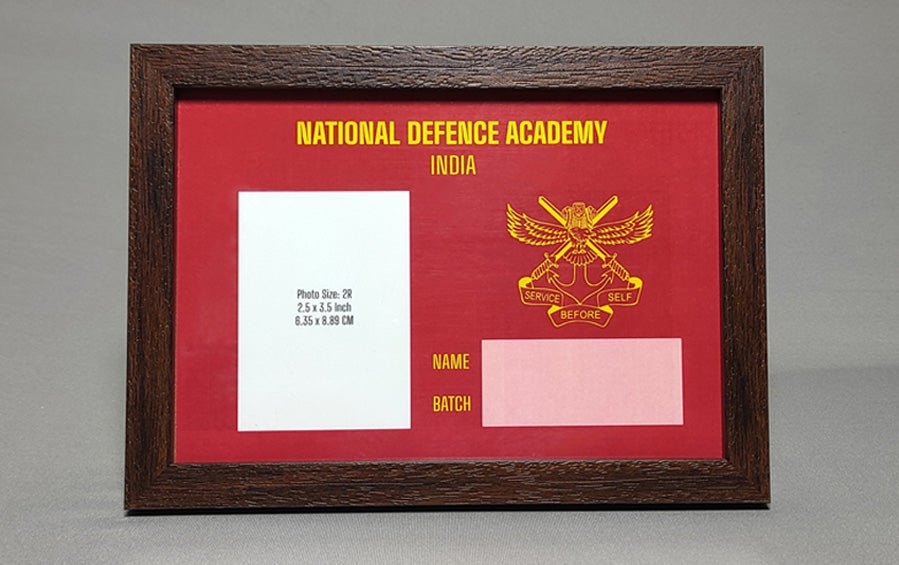 NATIONAL DEFENCE ACADEMY
INDIA
Photo Size: 2R
2.5 x 3.5 Inch
6.35 x 8.89 CM
SERVICE
BEFORE
SELF
NAME
BATCH